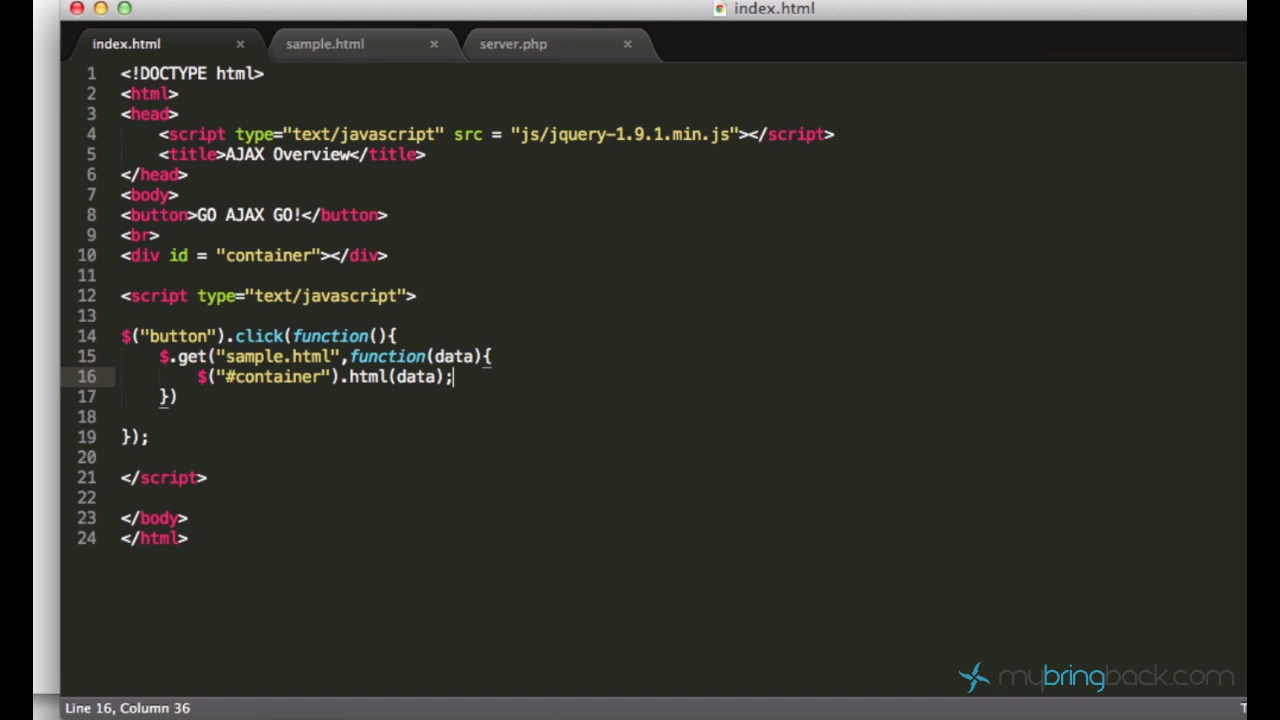 index.html
index.html × sample.html × server.php ×
1 <!DOCTYPE html>
2 <html>
3 <head>
4     <script type="text/javascript" src = "js/jquery-1.9.1.min.js"></script>
5     <title>AJAX Overview</title>
6 </head>
7 <body>
8 <button>GO AJAX GO!</button>
9 <br>
10 <div id = "container"></div>
11
12 <script type="text/javascript">
13
14 $("button").click(function(){
15     $.get("sample.html",function(data){
16         $("#container").html(data);
17     })
18
19 });
20
21 </script>
22
23 </body>
24 </html>
mybringback.com
Line 16, Column 36